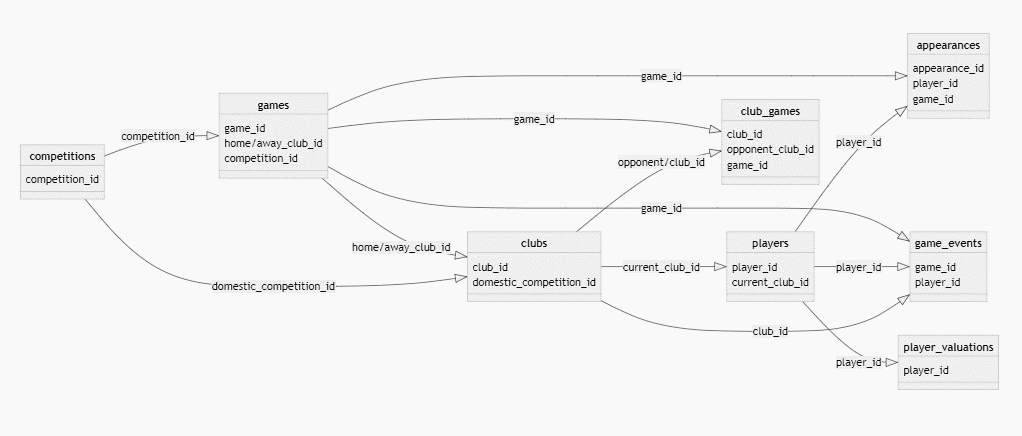 competitions
competition_id
competition_id
domestic_competition_id
games
game_id
home/away_club_id
competition_id
game_id
game_id
game_id
home/away_club_id
clubs
club_id
domestic_competition_id
opponent/club_id
current_club_id
club_id
club_games
club_id
opponent_club_id
game_id
players
player_id
current_club_id
player_id
player_id
player_id
appearances
appearance_id
player_id
game_id
game_events
game_id
player_id
player_valuations
player_id